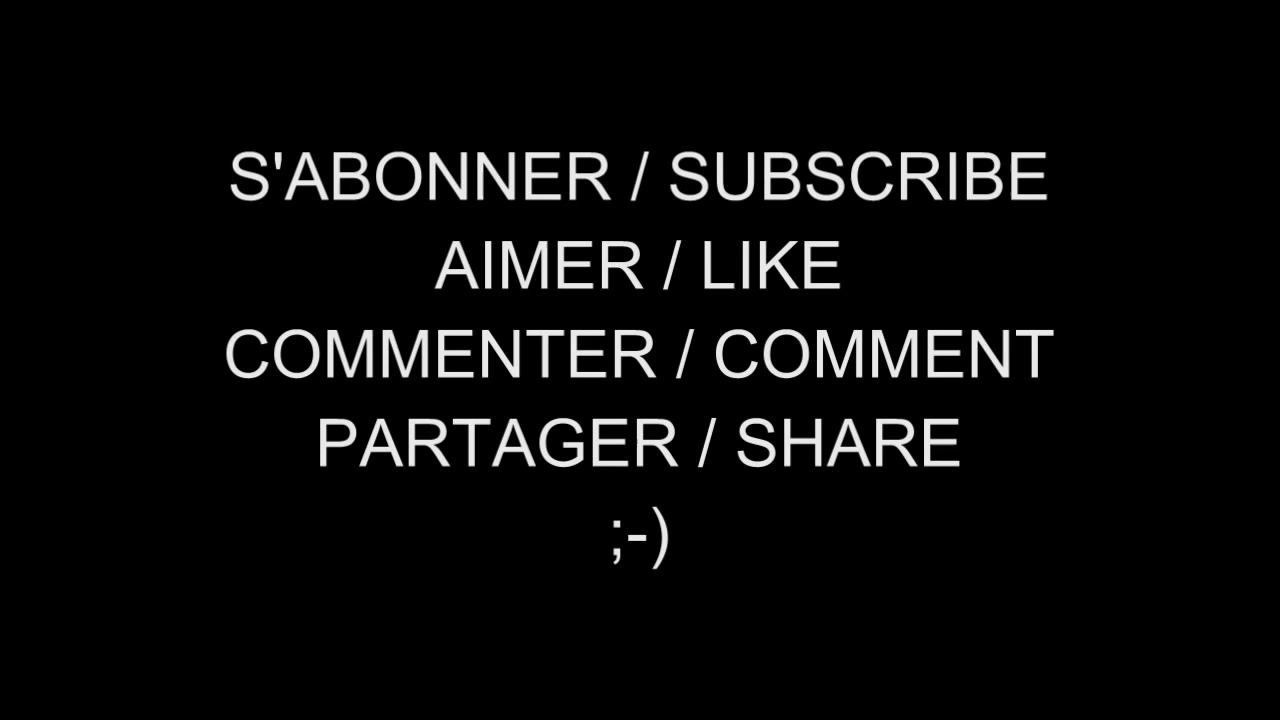 S'ABONNER / SUBSCRIBE
AIMER / LIKE
COMMENTER / COMMENT
PARTAGER / SHARE
;-)